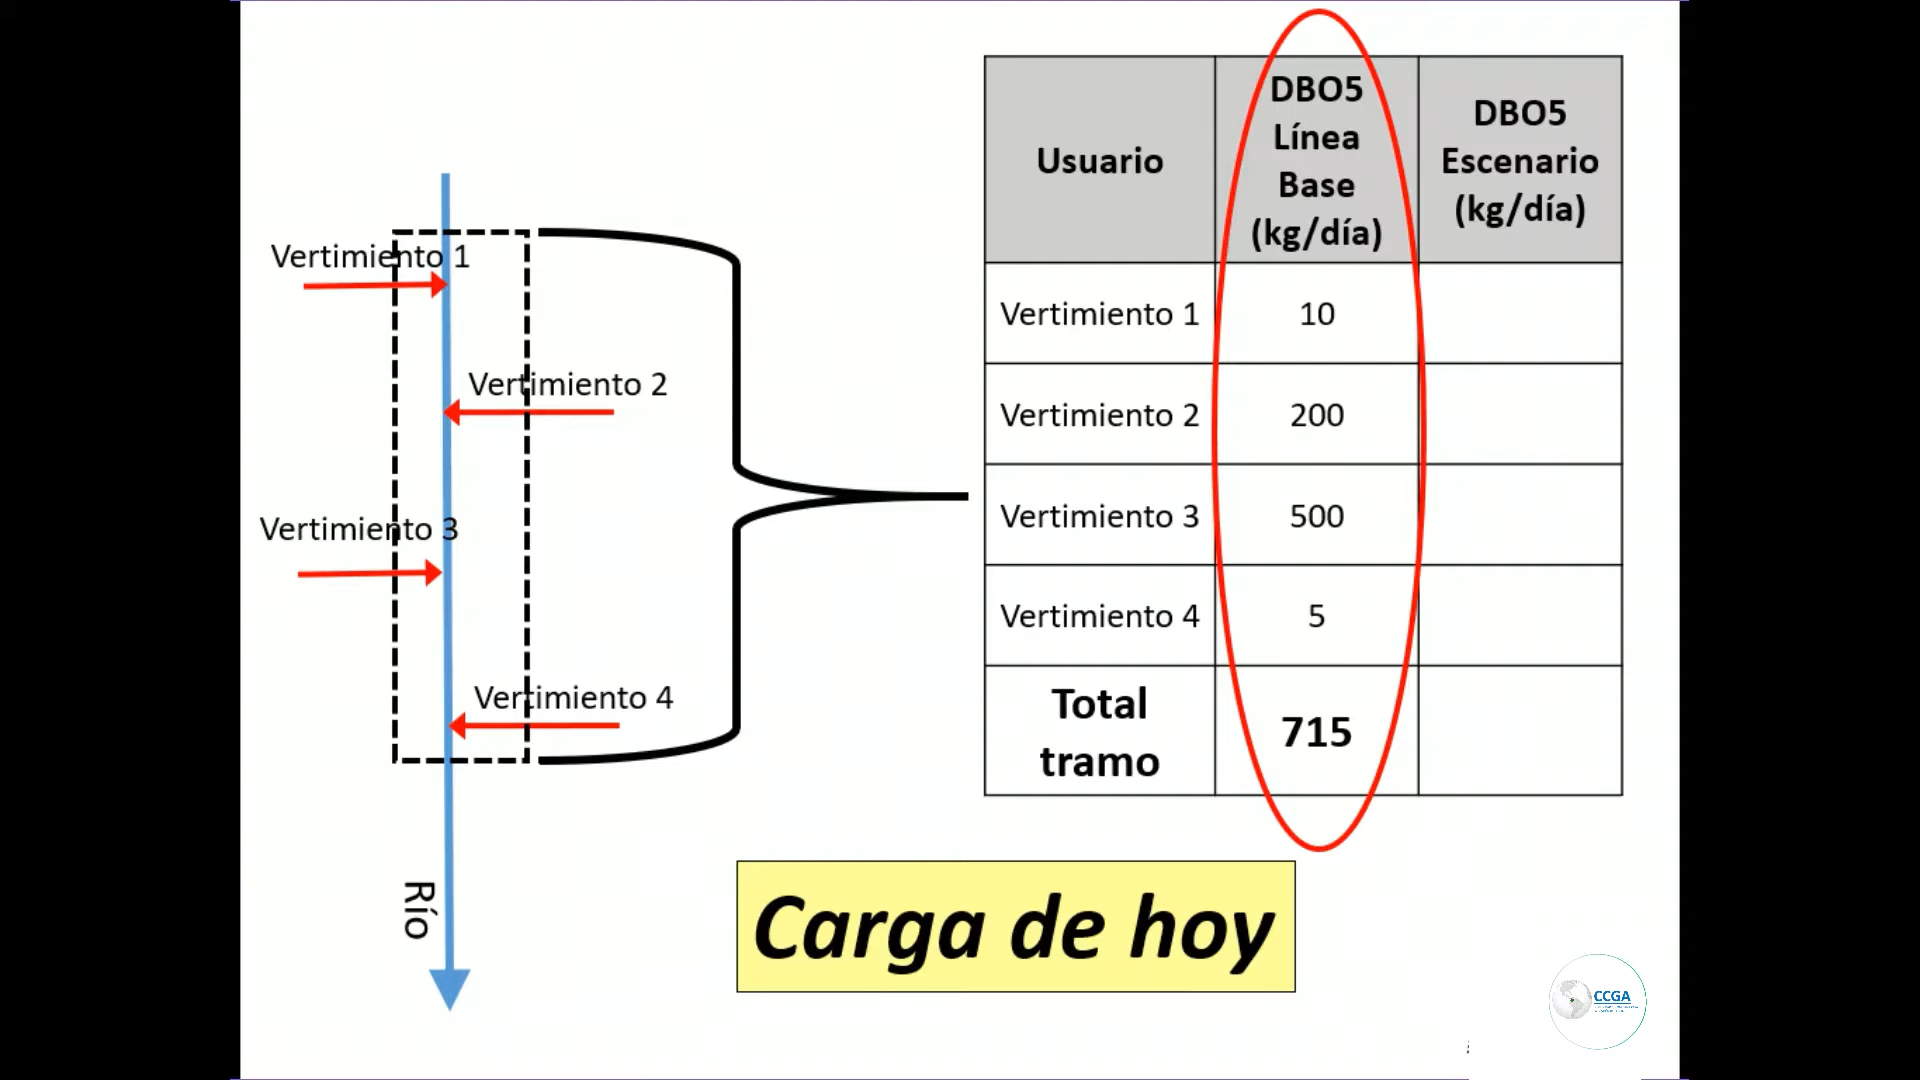 Vertimiento 1
Vertimiento 2
Vertimiento 3
Vertimiento 4
Río
Usuario
DBO5
Línea
Base
(kg/día)
DBO5
Escenario
(kg/día)
Vertimiento 1 10
Vertimiento 2 200
Vertimiento 3 500
Vertimiento 4 5
Total
tramo
715
Carga de hoy
CCGA